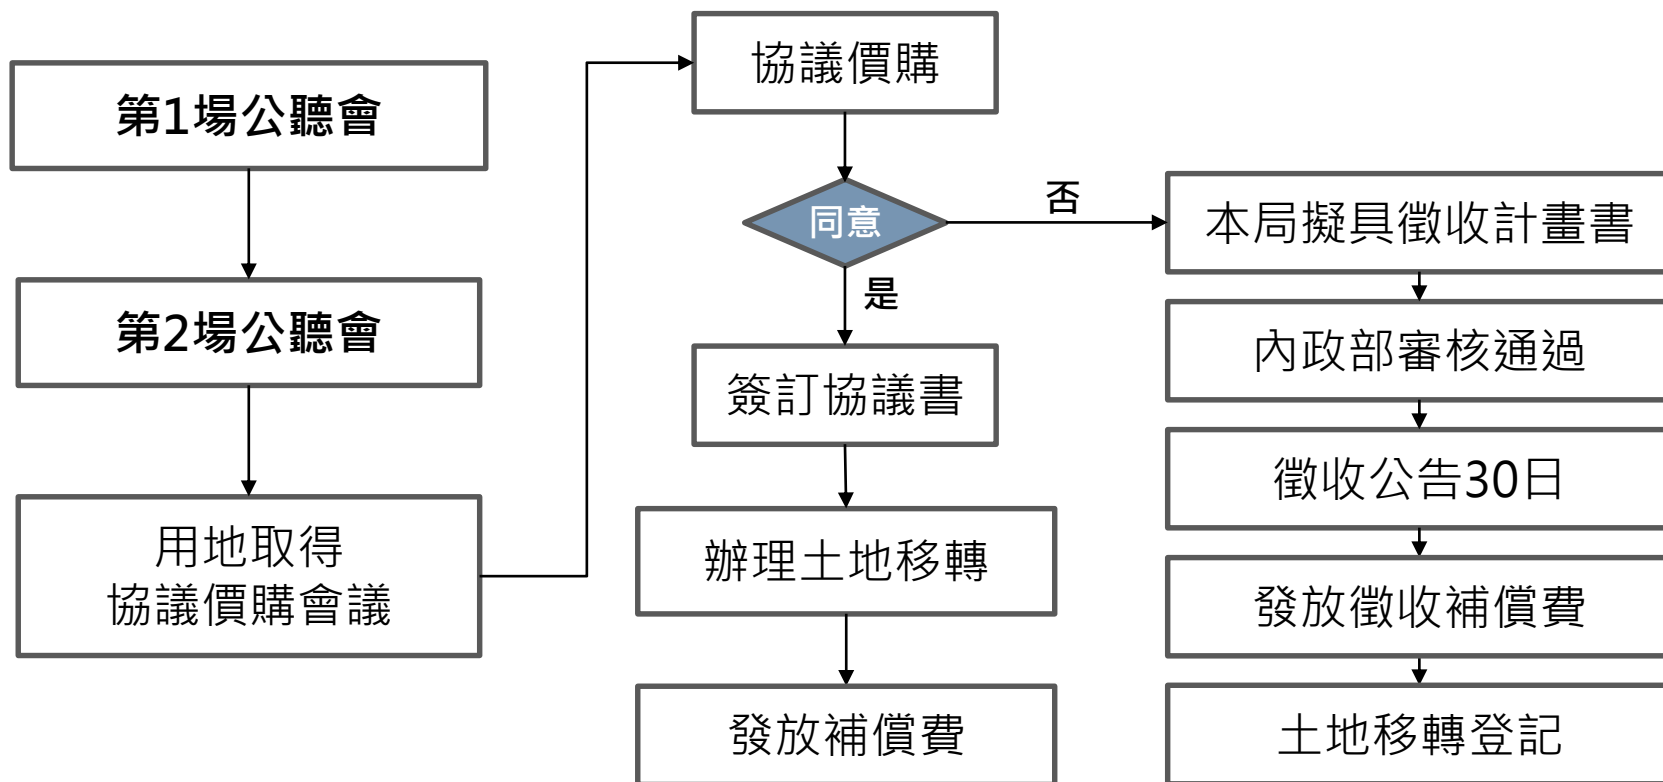 第1場公聽會
第2場公聽會
用地取得
協議價購會議
協議價購
同意
是
簽訂協議書
辦理土地移轉
發放補償費
否
本局擬具徵收計畫書
內政部審核通過
徵收公告30日
發放徵收補償費
土地移轉登記